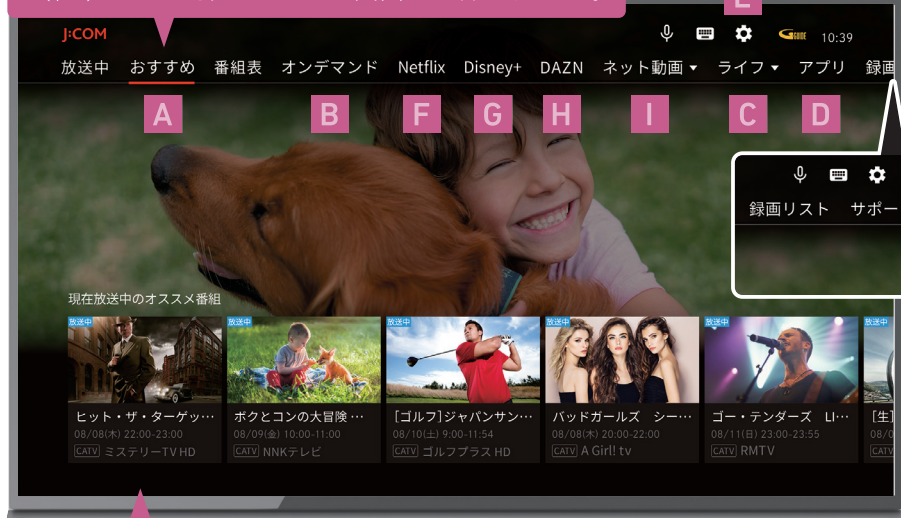 E
J:COM
G GUIDE 10:39
放送中 おすすめ 番組表 オンデマンド Netflix Disney+ DAZN ネット動画▼ ライフ▼ アプリ 録画
A B F G H I C D
録画リスト サポー
現在放送中のオススメ番組
放送中 放送中 放送中 放送中 放送中 放送中
ヒット・ザ・ターゲッ… ボクとコンの大冒険… [ゴルフ]ジャパンサン… バッドガールズ シー… ゴー・テンダーズ LI… [生]
08/08(木) 22:00-23:00 08/09(金) 10:00-11:00 08/10(土) 9:00-11:54 08/08(木) 20:00-22:00 08/11(日) 23:00-23:55 08/0
CATV ミステリーTV HD CATV NNKテレビ CATV ゴルフプラス HD CATV A Girl! tv CATV RMTV CATV